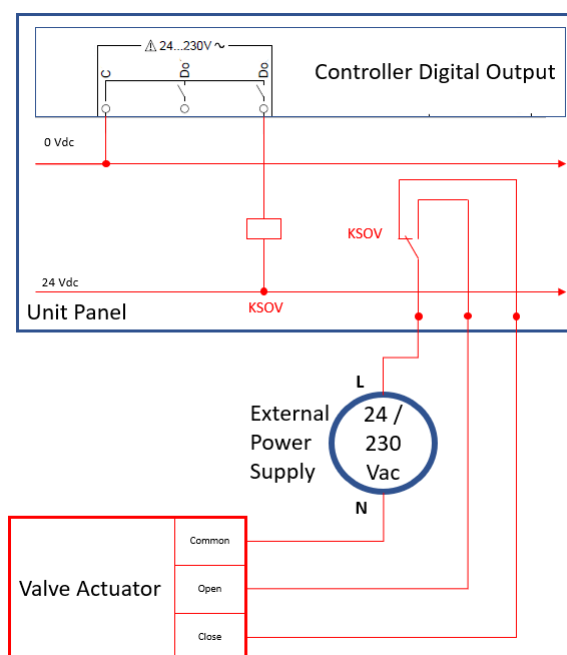 ⚠ 24...230V ~
C
Do
Do
Controller Digital Output
0 Vdc
KSOV
24 Vdc
KSOV
Unit Panel
L
External
Power
Supply
24 /
230
Vac
N
Valve Actuator
Common
Open
Close